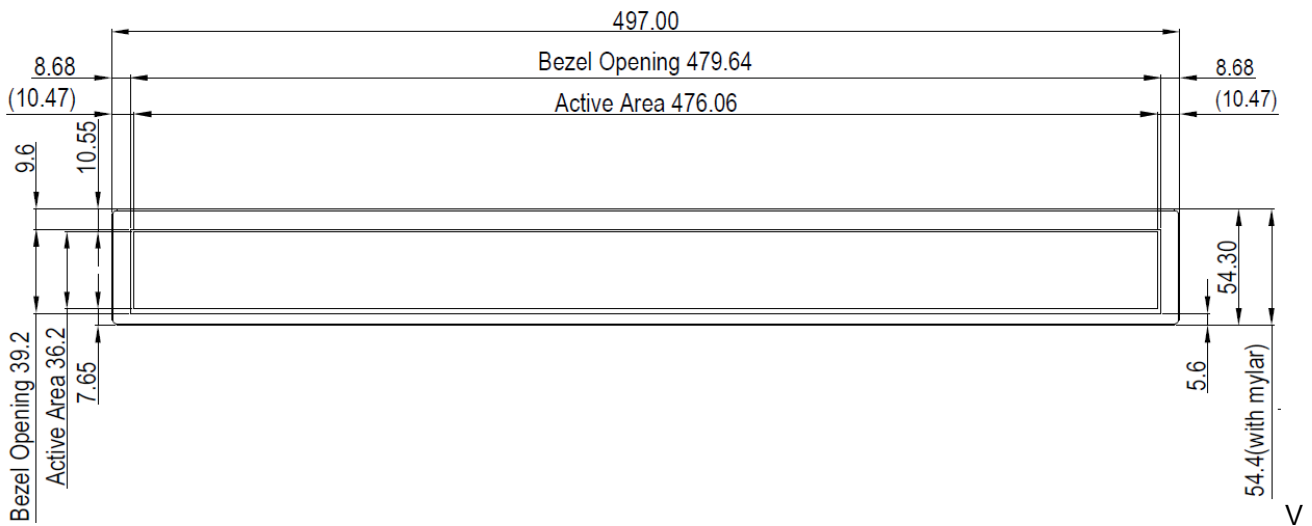 497.00
8.68
Bezel Opening 479.64
8.68
(10.47)
Active Area 476.06
(10.47)
9.6
10.55
54.30
Bezel Opening 39.2
Active Area 36.2
7.65
5.6
54.4(with mylar)
V